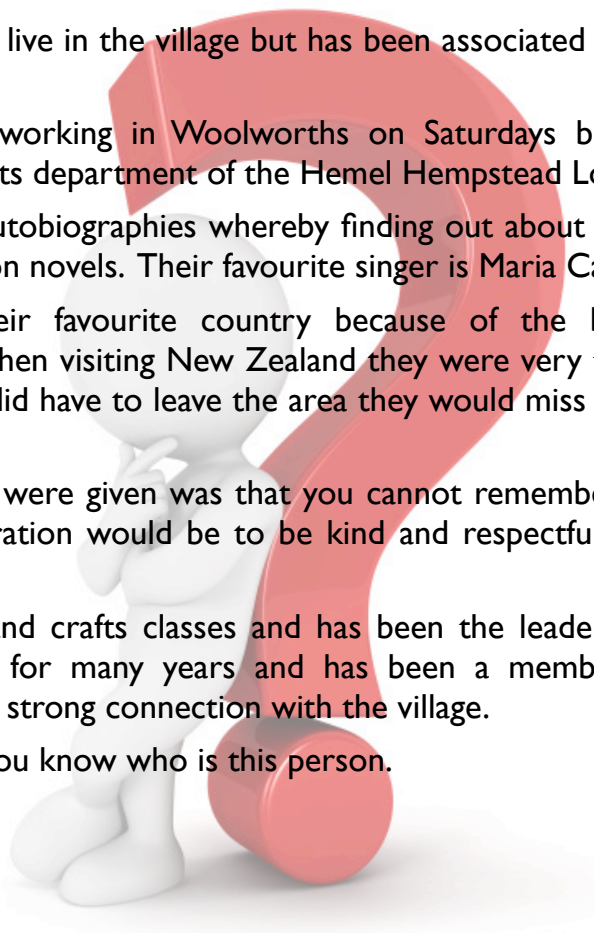 live in the village but has been associated
working in Woolworths on Saturdays b
ts department of the Hemel Hempstead Lo
utobiographies whereby finding out about
on novels. Their favourite singer is Maria Ca
eir favourite country because of the
hen visiting New Zealand they were very
did have to leave the area they would miss
were given was that you cannot remembe
ration would be to be kind and respectfu
and crafts classes and has been the leade
for many years and has been a memb
strong connection with the village.
ou know who is this person.